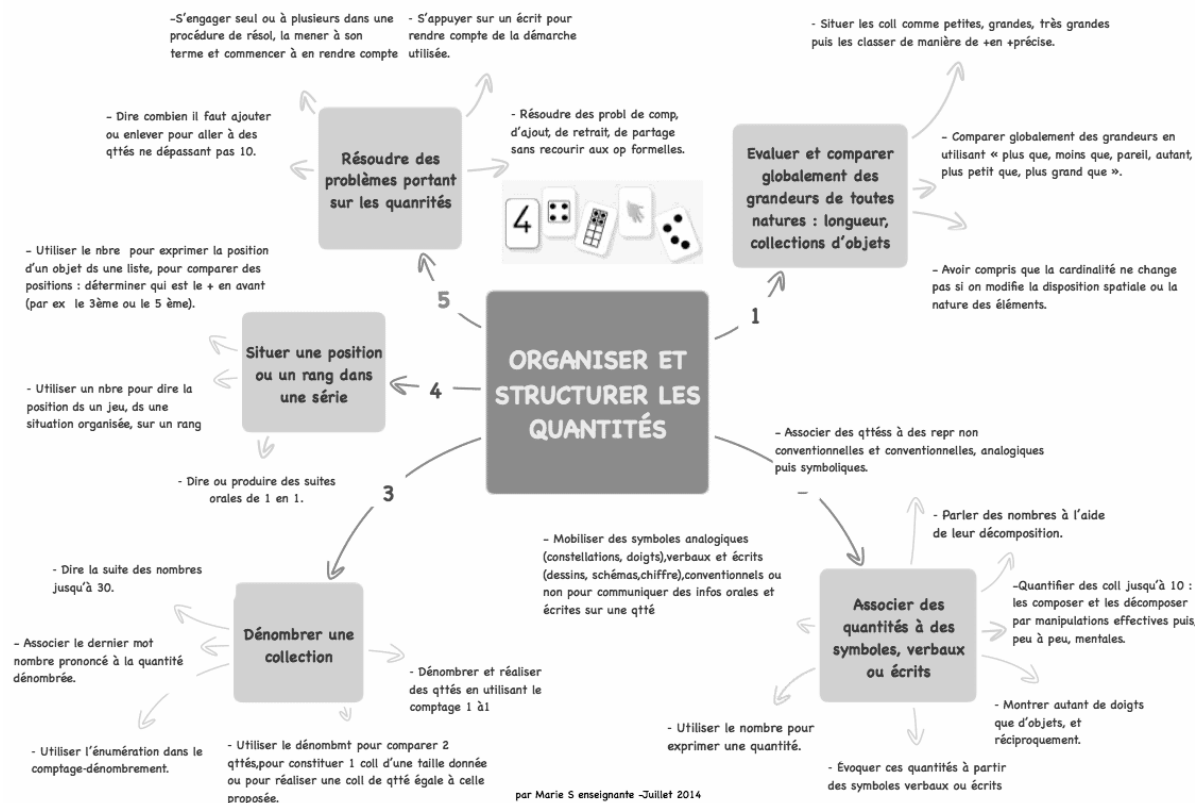 -S'engager seul ou à plusieurs dans une
procédure de résol, la mener à son
terme et commencer à en rendre compte
- S'appuyer sur un écrit pour
rendre compte de la démarche
utilisée.
- Dire combien il faut ajouter
ou enlever pour aller à des
qttés ne dépassant pas 10.
Résoudre des
problèmes portant
sur les quanrités
- Résoudre des probl de comp,
d'ajout, de retrait, de partage
sans recourir aux op formelles.
4
- Situer les coll comme petites, grandes, très grandes
puis les classer de manière de +en +précise.
Evaluer et comparer
globalement des
grandeurs de toutes
natures : longueur,
collections d'objets
- Comparer globalement des grandeurs en
utilisant « plus que, moins que, pareil, autant,
plus petit que, plus grand que ».
- Avoir compris que la cardinalité ne change
pas si on modifie la disposition spatiale ou la
nature des éléments.
5
1
ORGANISER ET
STRUCTURER LES
QUANTITÉS
- Utiliser le nbre pour exprimer la position
d'un objet ds une liste, pour comparer des
positions : déterminer qui est le + en avant
(par ex le 3ème ou le 5 ème).
Situer une position
ou un rang dans
une série
4
- Utiliser un nbre pour dire la
position ds un jeu, ds une
situation organisée, sur un rang
- Dire ou produire des suites
orales de 1 en 1.
3
- Associer des qttéss à des repr non
conventionnelles et conventionnelles, analogiques
puis symboliques.
- Parler des nombres à l'aide
de leur décomposition.
- Mobiliser des symboles analogiques
(constellations, doigts),verbaux et écrits
(dessins, schémas,chiffre),conventionnels ou
non pour communiquer des infos orales et
écrites sur une qtté
Associer des
quantités à des
symboles, verbaux
ou écrits
-Quantifier des coll jusqu'à 10 :
les composer et les décomposer
par manipulations effectives puis,
peu à peu, mentales.
- Montrer autant de doigts
que d'objets, et
réciproquement.
- Utiliser le nombre pour
exprimer une quantité.
- Évoquer ces quantités à partir
des symboles verbaux ou écrits
- Dire la suite des nombres
jusqu'à 30.
Dénombrer une
collection
- Associer le dernier mot
nombre prononcé à la quantité
dénombrée.
- Dénombrer et réaliser
des qttés en utilisant le
comptage 1 à1
- Utiliser l'énumération dans le
comptage-dénombrement.
- Utiliser le dénombmt pour comparer 2
qttés,pour constituer 1 coll d'une taille donnée
ou pour réaliser une coll de qtté égale à celle
proposée.
par Marie S enseignante -Juillet 2014